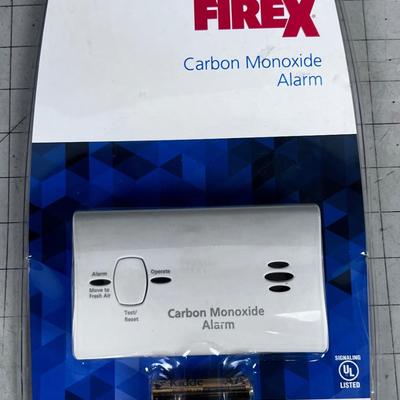 FIREX
Carbon Monoxide
Alarm
Alarm
Operate
Move to
Fresh Air
Test/
Reset
Carbon Monoxide
Alarm
Kidde
SIGNALING
UL
LISTED